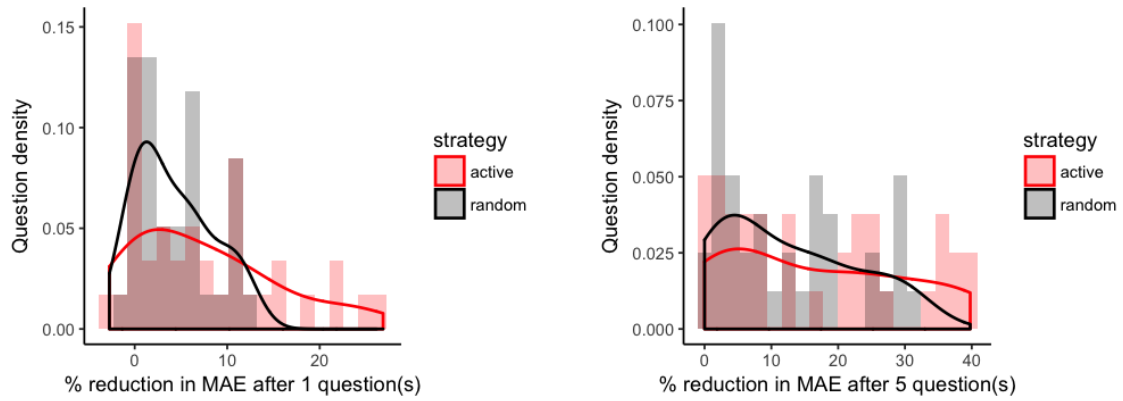 0.15
0.10
0.05
0.00
Question density
0 10 20
% reduction in MAE after 1 question(s)
strategy
active
random
0.100
0.075
0.050
0.025
0.000
Question density
0 10 20 30 40
% reduction in MAE after 5 question(s)
strategy
active
random